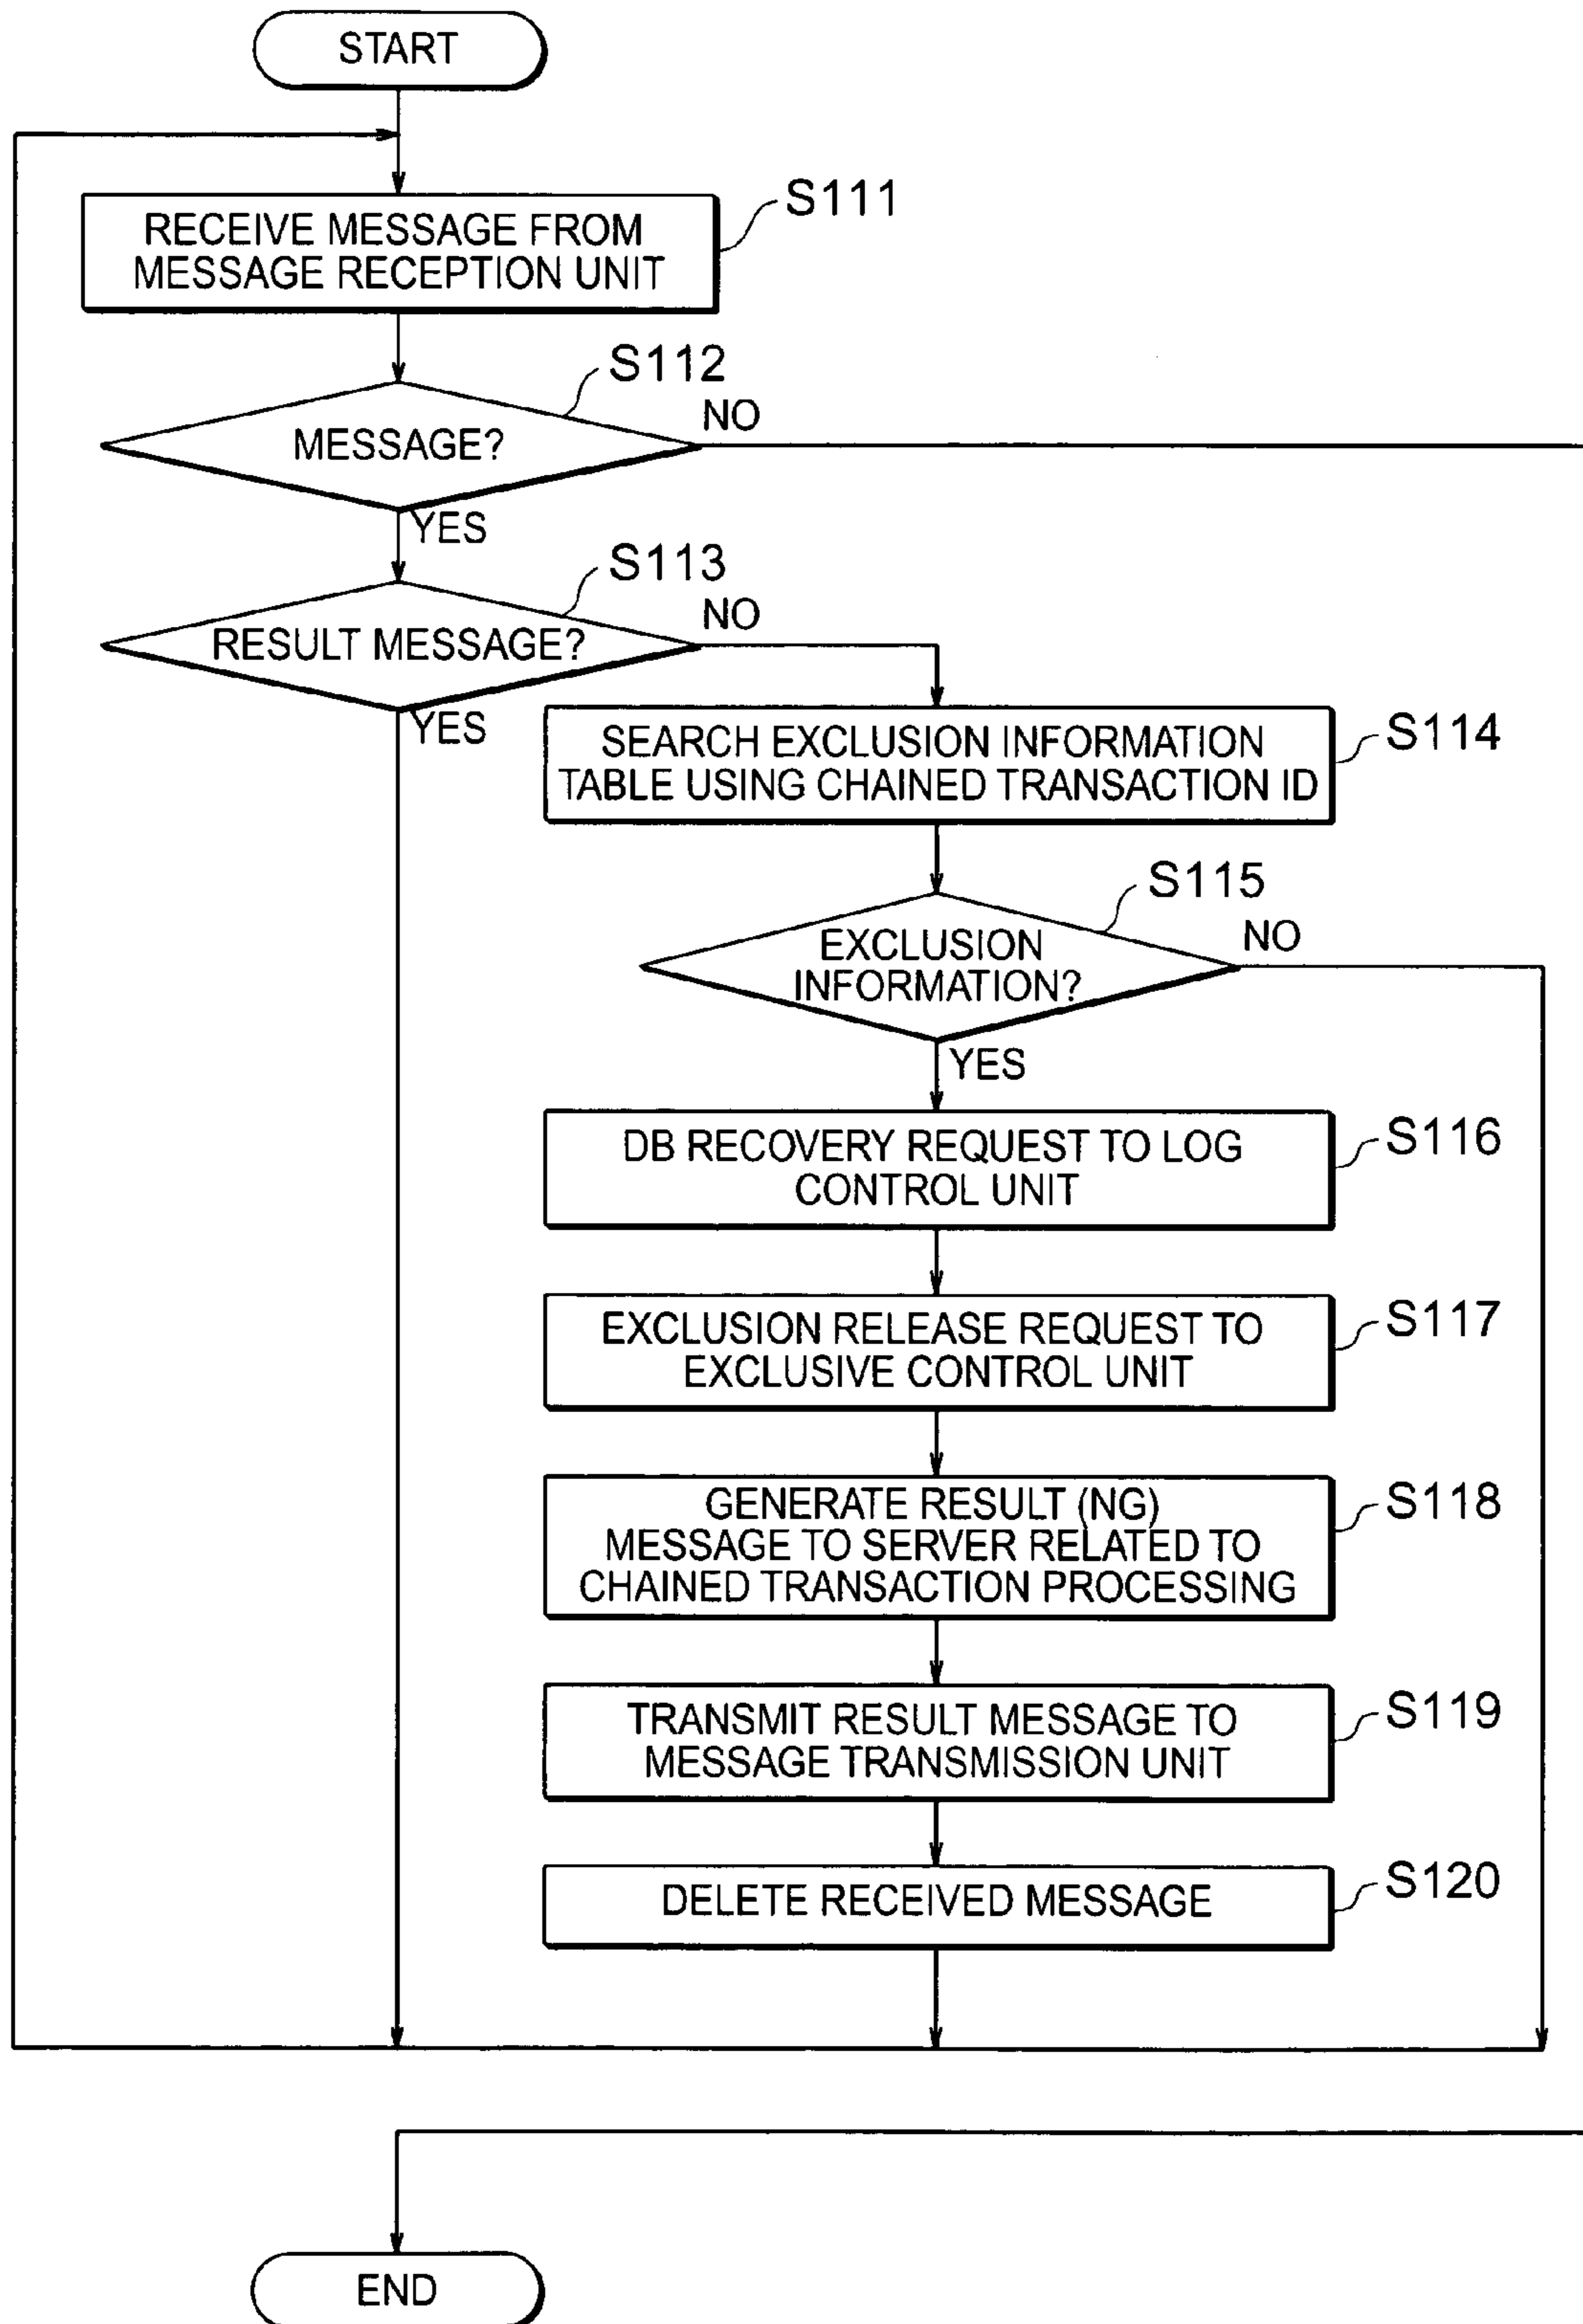 START
S111
RECEIVE MESSAGE FROM
MESSAGE RECEPTION UNIT
S112
NO
MESSAGE?
YES
S113
NO
RESULT MESSAGE?
YES
S114
SEARCH EXCLUSION INFORMATION
TABLE USING CHAINED TRANSACTION ID
S115
NO
EXCLUSION
INFORMATION?
YES
S116
DB RECOVERY REQUEST TO LOG
CONTROL UNIT
S117
EXCLUSION RELEASE REQUEST TO
EXCLUSIVE CONTROL UNIT
S118
GENERATE RESULT (NG)
MESSAGE TO SERVER RELATED TO
CHAINED TRANSACTION PROCESSING
S119
TRANSMIT RESULT MESSAGE TO
MESSAGE TRANSMISSION UNIT
S120
DELETE RECEIVED MESSAGE
END